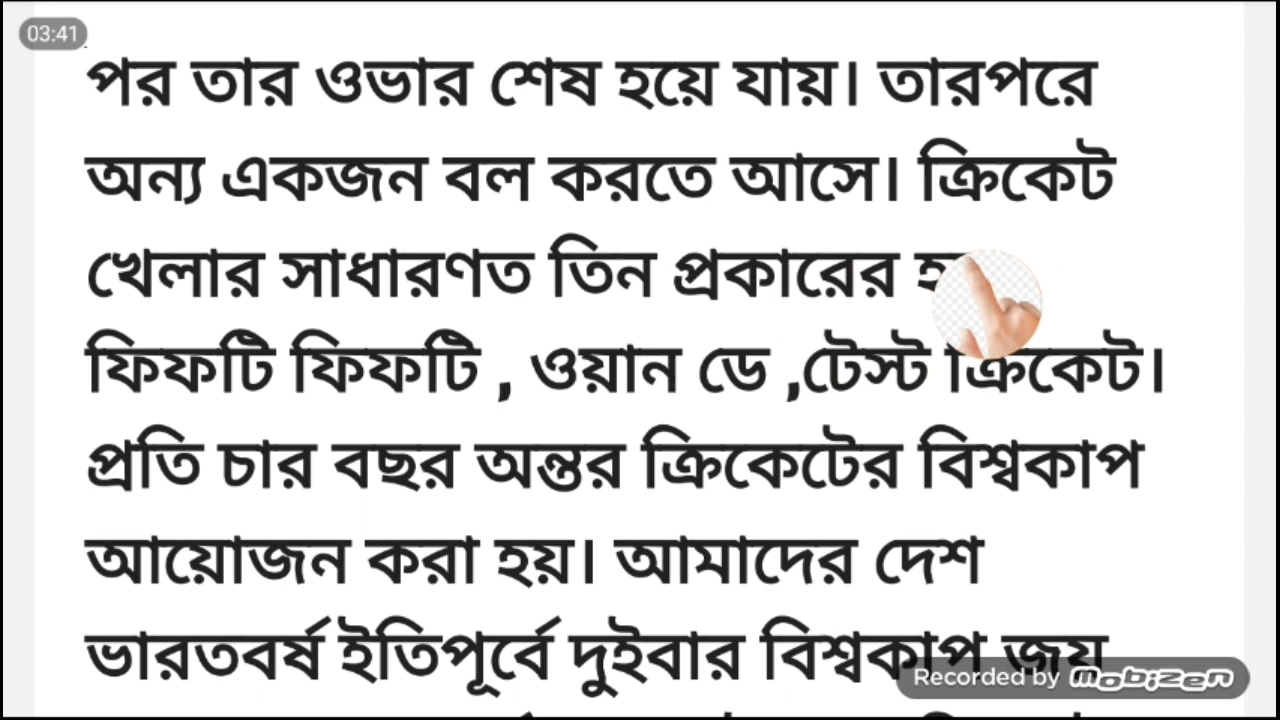 03:41
পর তার ওভার শেষ হয়ে যায়। তারপরে
অন্য একজন বল করতে আসে। ক্রিকেট
খেলার সাধারণত তিন প্রকারের
ফিফটি ফিফটি , ওয়ান ডে ,টেস্ট ক্রিকেট।
প্রতি চার বছর অন্তর ক্রিকেটের বিশ্বকাপ
আয়োজন করা হয়। আমাদের দেশ
ভারতবর্ষ ইতিপূর্বে দুইবার বিশ্বকাপ জয়
Recorded by mobizen